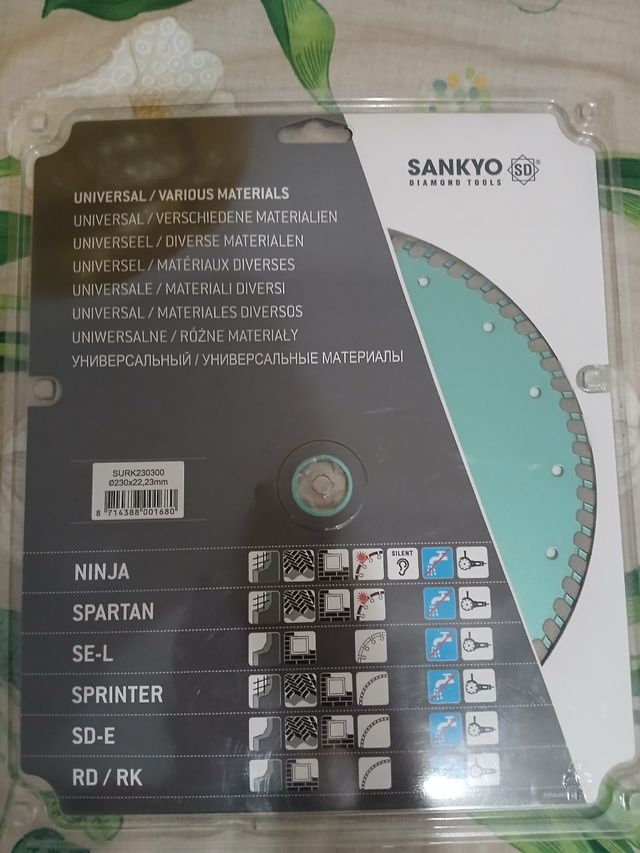 SANKYO SD®
DIAMOND TOOLS
UNIVERSAL / VARIOUS MATERIALS
UNIVERSAL / VERSCHIEDENE MATERIALIEN
UNIVERSEEL / DIVERSE MATERIALEN
UNIVERSEL / MATÉRIAUX DIVERSES
UNIVERSALE / MATERIALI DIVERSI
UNIVERSAL / MATERIALES DIVERSOS
UNIWERSALNE / RÓŻNE MATERIAŁY
УНИВЕРСАЛЬНЫЙ / УНИВЕРСАЛЬНЫЕ МАТЕРИАЛЫ
SURK230300
Ø230x22,23mm
8 714388 001680
NINJA
SILENT
SPARTAN
SE-L
SPRINTER
SD-E
RD / RK